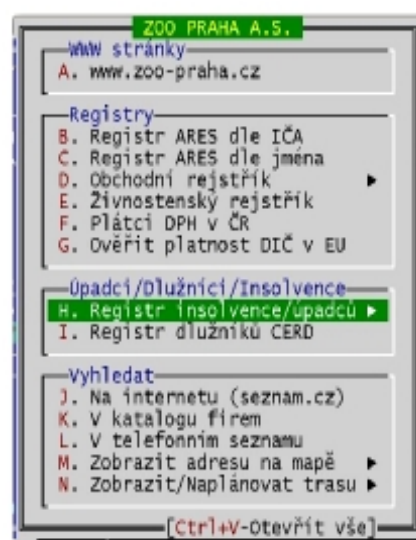 ZOO PRAHA A.S.
WWW stránky
A. www.zoo-praha.cz
Registry
B. Registr ARES dle IČA
C. Registr ARES dle jména
D. Obchodní rejstřík ►
E. Živnostenský rejstřík
F. Plátci DPH v ČR
G. Ověřit platnost DIČ v EU
Úpadci/Dlužníci/Insolvence
H. Registr insolvence/úpadců ►
I. Registr dlužníků CERD
Vyhledat
J. Na internetu (seznam.cz)
K. V katalogu firem
L. V telefonním seznamu
M. Zobrazit adresu na mapě ►
N. Zobrazit/Naplánovat trasu ►
[Ctrl+V-Otevřít vše]